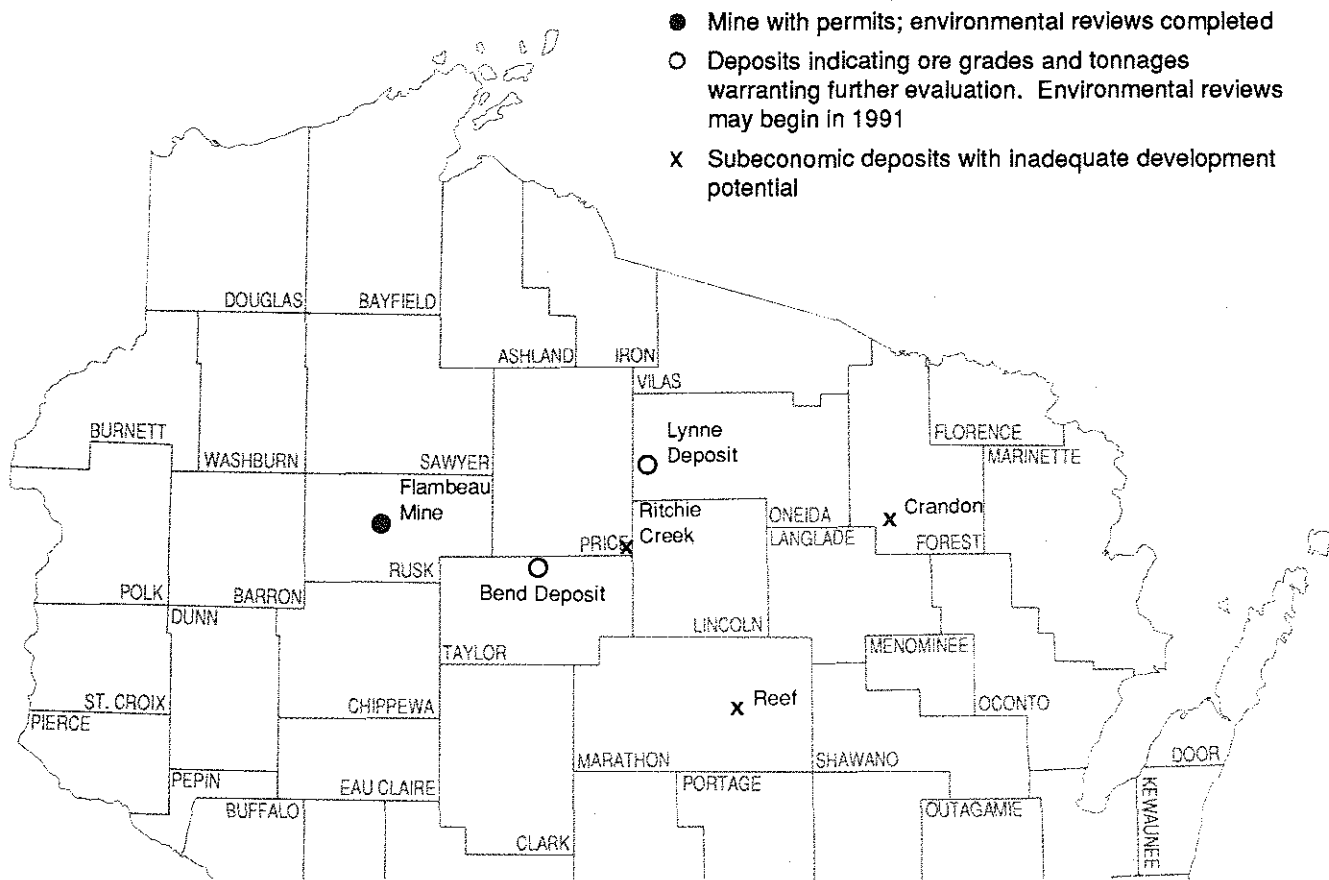 ● Mine with permits; environmental reviews completed
○ Deposits indicating ore grades and tonnages
warranting further evaluation. Environmental reviews
may begin in 1991
x Subeconomic deposits with inadequate development
potential
DOUGLAS
BAYFIELD
ASHLAND
IRON
VILAS
BURNETT
WASHBURN
SAWYER
Lynne
Deposit
FLORENCE
MARINETTE
Flambeau
Mine
Ritchie
Creek
ONEIDA
LANGLADE
x Crandon
FOREST
PRICE
RUSK
Bend Deposit
POLK
BARRON
DUNN
LINCOLN
TAYLOR
MENOMINEE
ST. CROIX
PIERCE
CHIPPEWA
x Reef
OCONTO
MARATHON
SHAWANO
DOOR
PEPIN
EAU CLAIRE
PORTAGE
KEWAUNEE
BUFFALO
OUTAGAMIE
CLARK